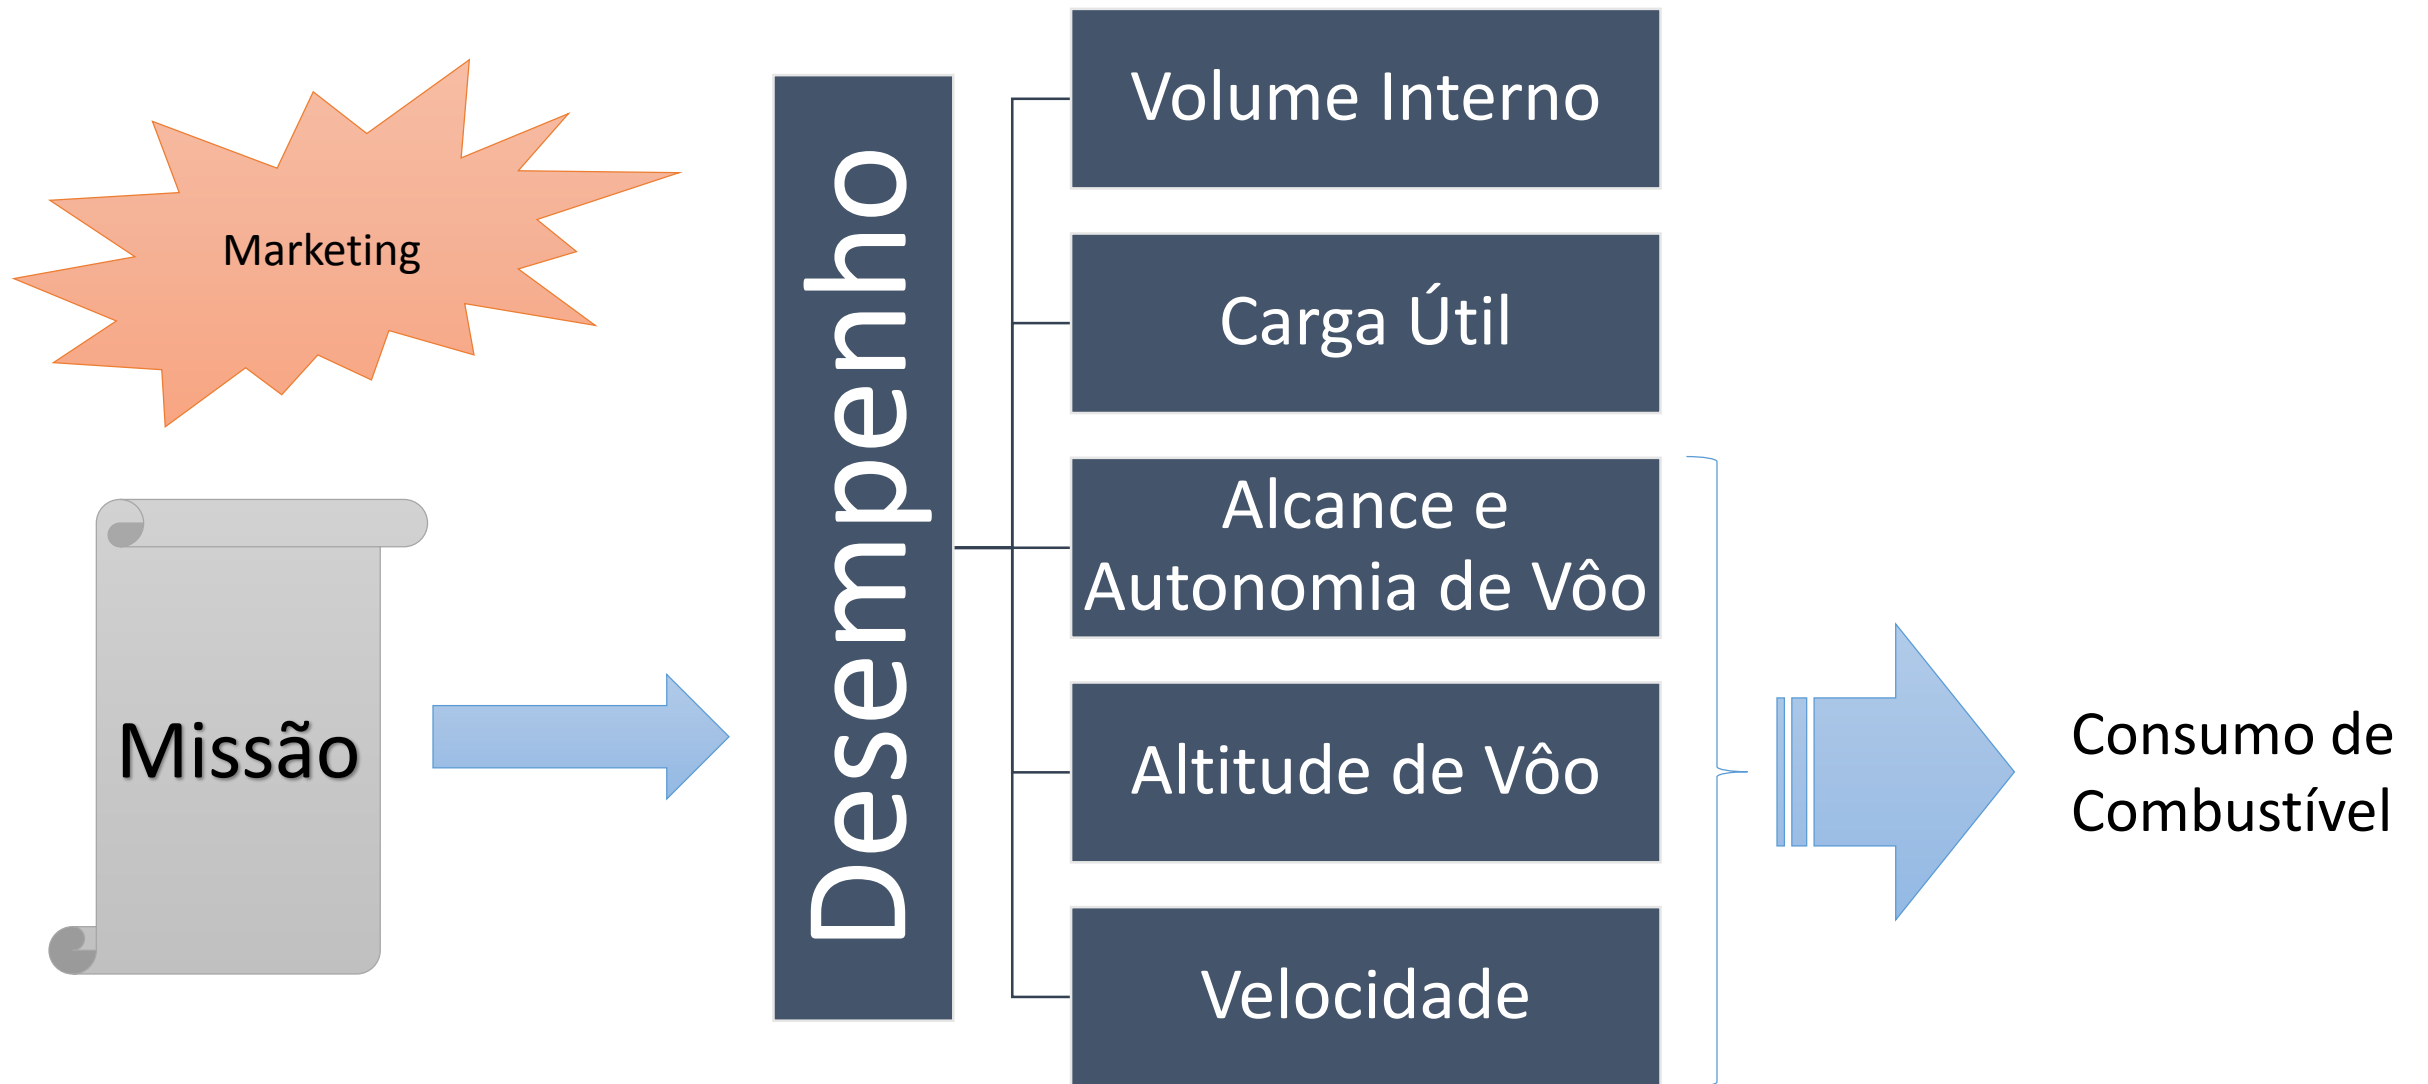 Marketing
Missão
Desempenho
Volume Interno
Carga Útil
Alcance e
Autonomia de Vôo
Altitude de Vôo
Velocidade
Consumo de
Combustível